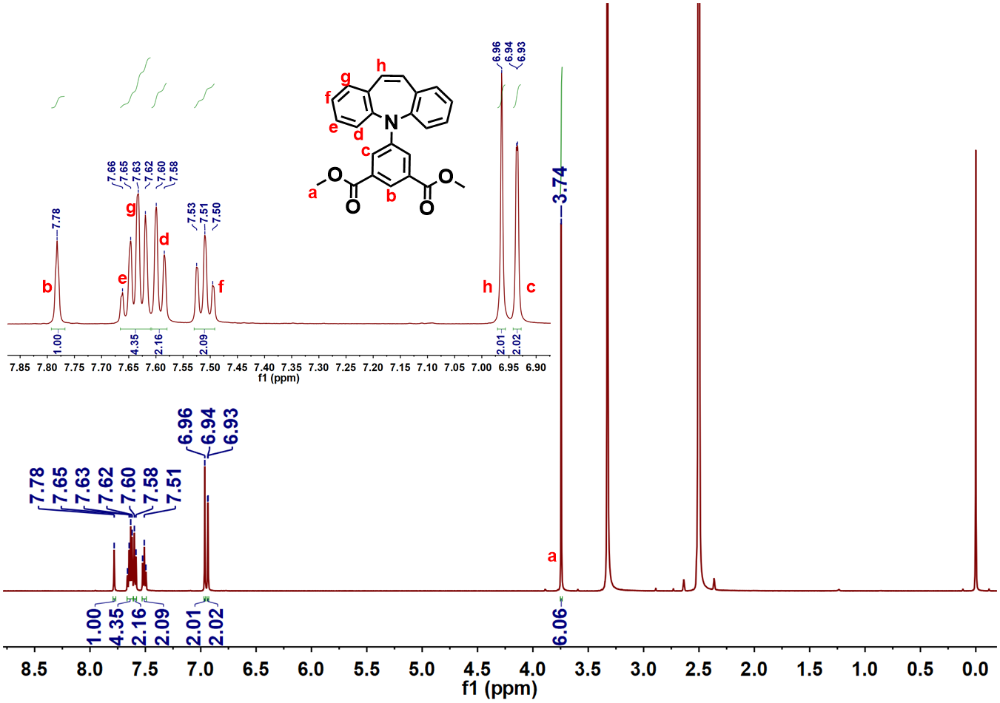 6.96
6.94
6.93
h
g
f
e
d
N
c
a
O
O
O
O
b
7.66
7.65
7.63
7.62
7.60
7.58
7.53
7.51
7.50
7.78
g
d
e
b
f
h
c
1.00
4.35
2.16
2.09
2.01
2.02
7.85 7.80 7.75 7.70 7.65 7.60 7.55 7.50 7.45 7.40 7.35 7.30 7.25 7.20 7.15 7.10 7.05 7.00 6.95 6.90
f1 (ppm)
3.74
7.78
7.65
7.63
7.62
7.60
7.58
7.51
6.96
6.94
6.93
a
1.00
4.35
2.16
2.09
2.01
2.02
6.06
8.5 8.0 7.5 7.0 6.5 6.0 5.5 5.0 4.5 4.0 3.5 3.0 2.5 2.0 1.5 1.0 0.5 0.0
f1 (ppm)